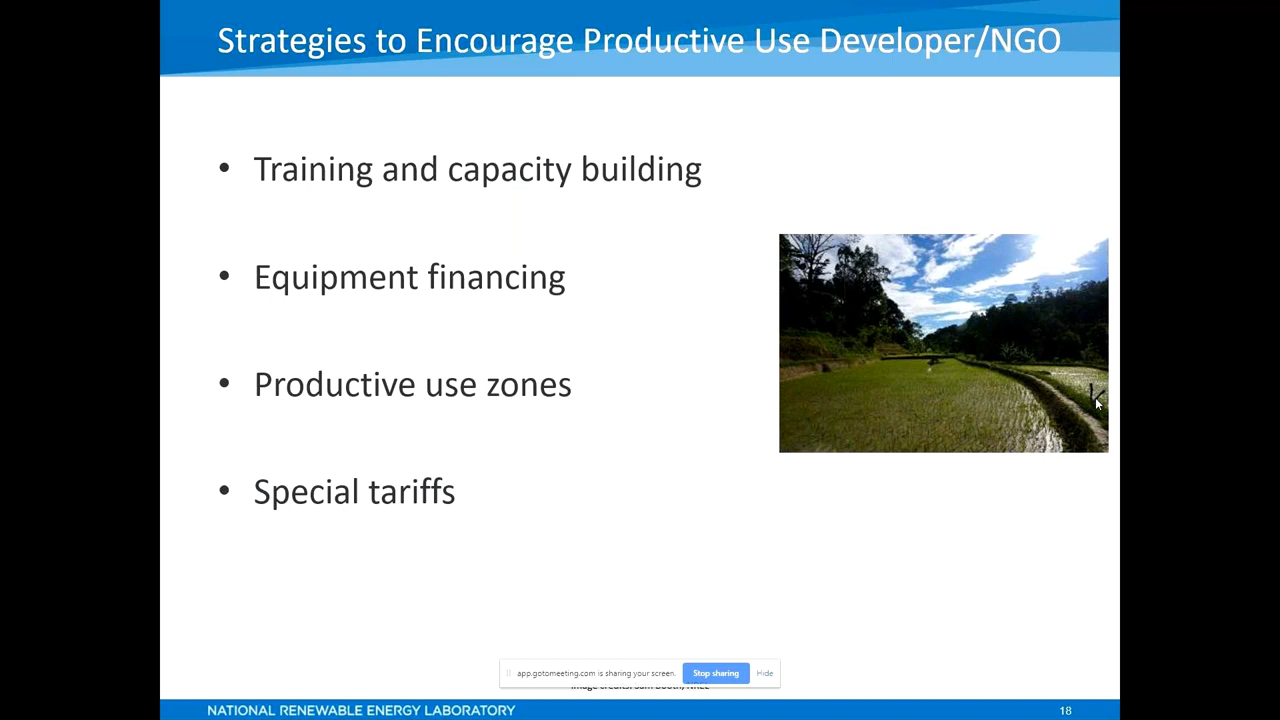 Strategies to Encourage Productive Use Developer/NGO
• Training and capacity building
• Equipment financing
• Productive use zones
• Special tariffs
app.gotomeeting.com is sharing your screen.
Stop sharing
Hide
NATIONAL RENEWABLE ENERGY LABORATORY
18